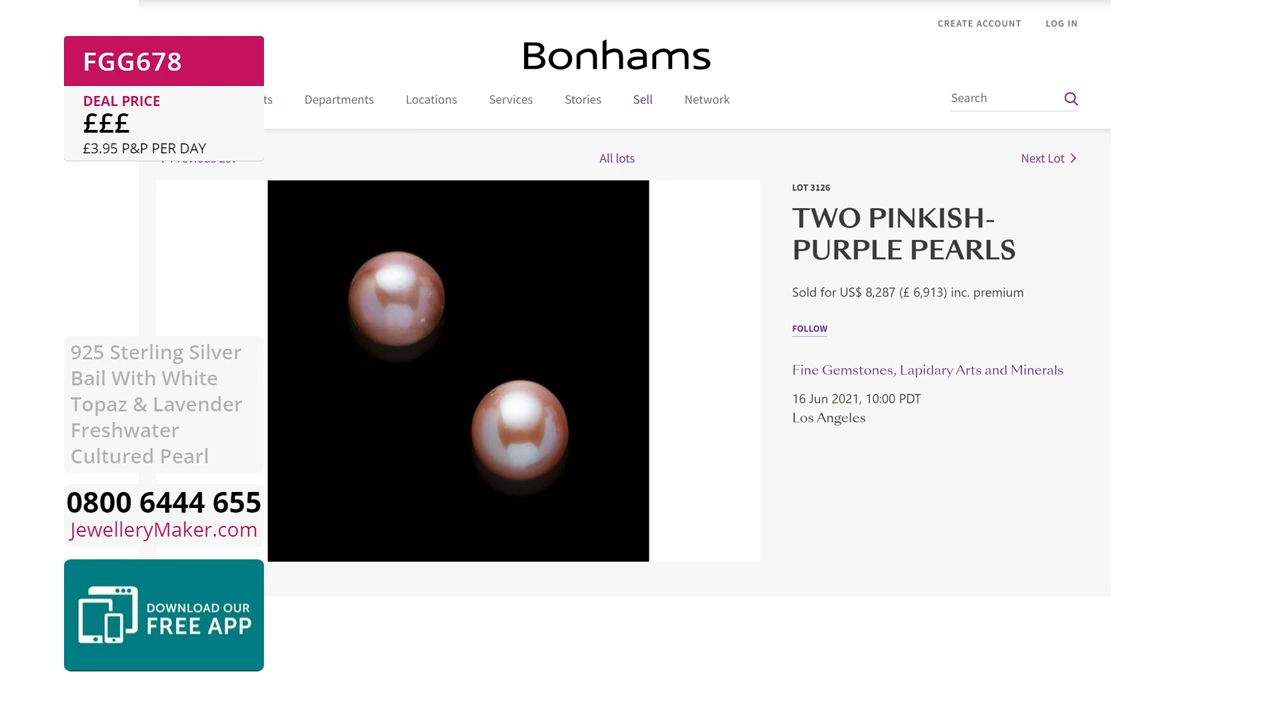 FGG678
DEAL PRICE
£££
£3.95 P&P PER DAY
925 Sterling Silver
Bail With White
Topaz & Lavender
Freshwater
Cultured Pearl
0800 6444 655
JewelleryMaker.com
DOWNLOAD OUR
FREE APP
CREATE ACCOUNT LOG IN
Bonhams
Departments Locations Services Stories Sell Network
Search
All lots
Next Lot
LOT 3126
TWO PINKISH-
PURPLE PEARLS
Sold for US$ 8,287 (£ 6,913) inc. premium
FOLLOW
Fine Gemstones, Lapidary Arts and Minerals
16 Jun 2021, 10:00 PDT
Los Angeles